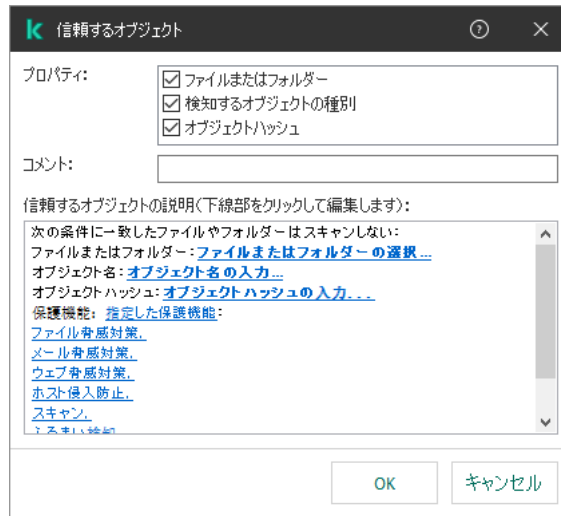 信頼するオブジェクト
プロパティ:
ファイルまたはフォルダー
検知するオブジェクトの種別
オブジェクトハッシュ
コメント:
信頼するオブジェクトの説明(下線部をクリックして編集します):
次の条件に一致したファイルやフォルダーはスキャンしない:
ファイルまたはフォルダー: ファイルまたはフォルダーの選択...
オブジェクト名: オブジェクト名の入力...
オブジェクトハッシュ: オブジェクトハッシュの入力...
保護機能: 指定した保護機能:
ファイル脅威対策,
メール脅威対策,
ウェブ脅威対策,
ホスト侵入防止,
スキャン,
ふるまい検知
OK
キャンセル